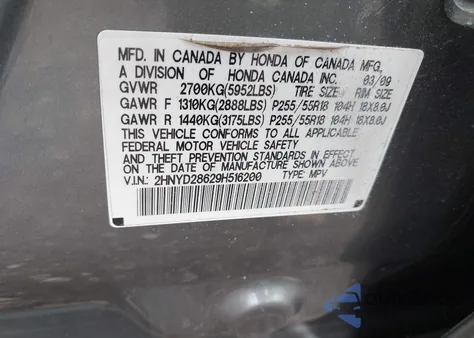 MFD. IN CANADA BY HONDA OF CANADA MFG.
A DIVISION OF HONDA CANADA INC. 03/09
GVWR 2700KG(5952LBS) TIRE SIZE RIM SIZE
GAWR F 1310KG(2888LBS) P255/55R18 104H 18X8.0J
GAWR R 1440KG(3175LBS) P255/55R18 104H 18X8.0J
THIS VEHICLE CONFORMS TO ALL APPLICABLE
FEDERAL MOTOR VEHICLE SAFETY
AND THEFT PREVENTION STANDARDS IN EFFECT
ON THE DATE OF MANUFACTURE SHOWN ABOVE
V.I.N.: 2HNYD28629H516200 TYPE: MPV